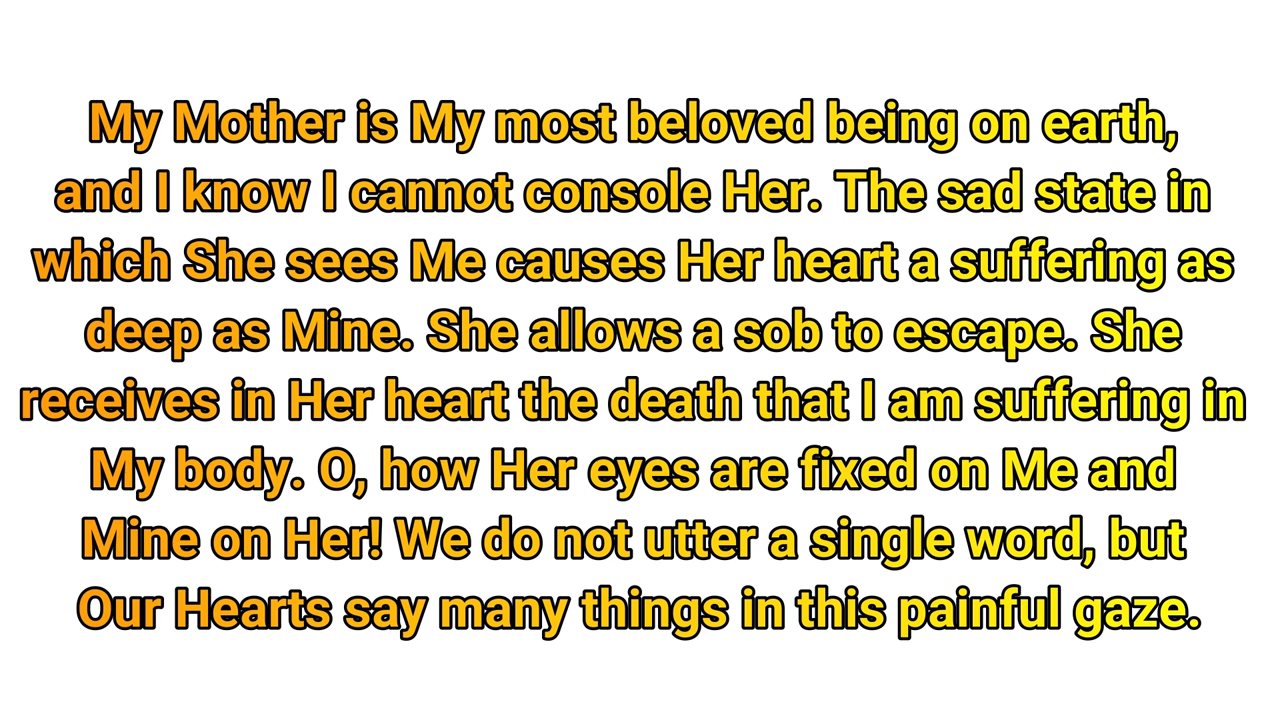 My Mother is My most beloved being on earth,
and I know I cannot console Her. The sad state in
which She sees Me causes Her heart a suffering as
deep as Mine. She allows a sob to escape. She
receives in Her heart the death that I am suffering in
My body. O, how Her eyes are fixed on Me and
Mine on Her! We do not utter a single word, but
Our Hearts say many things in this painful gaze.